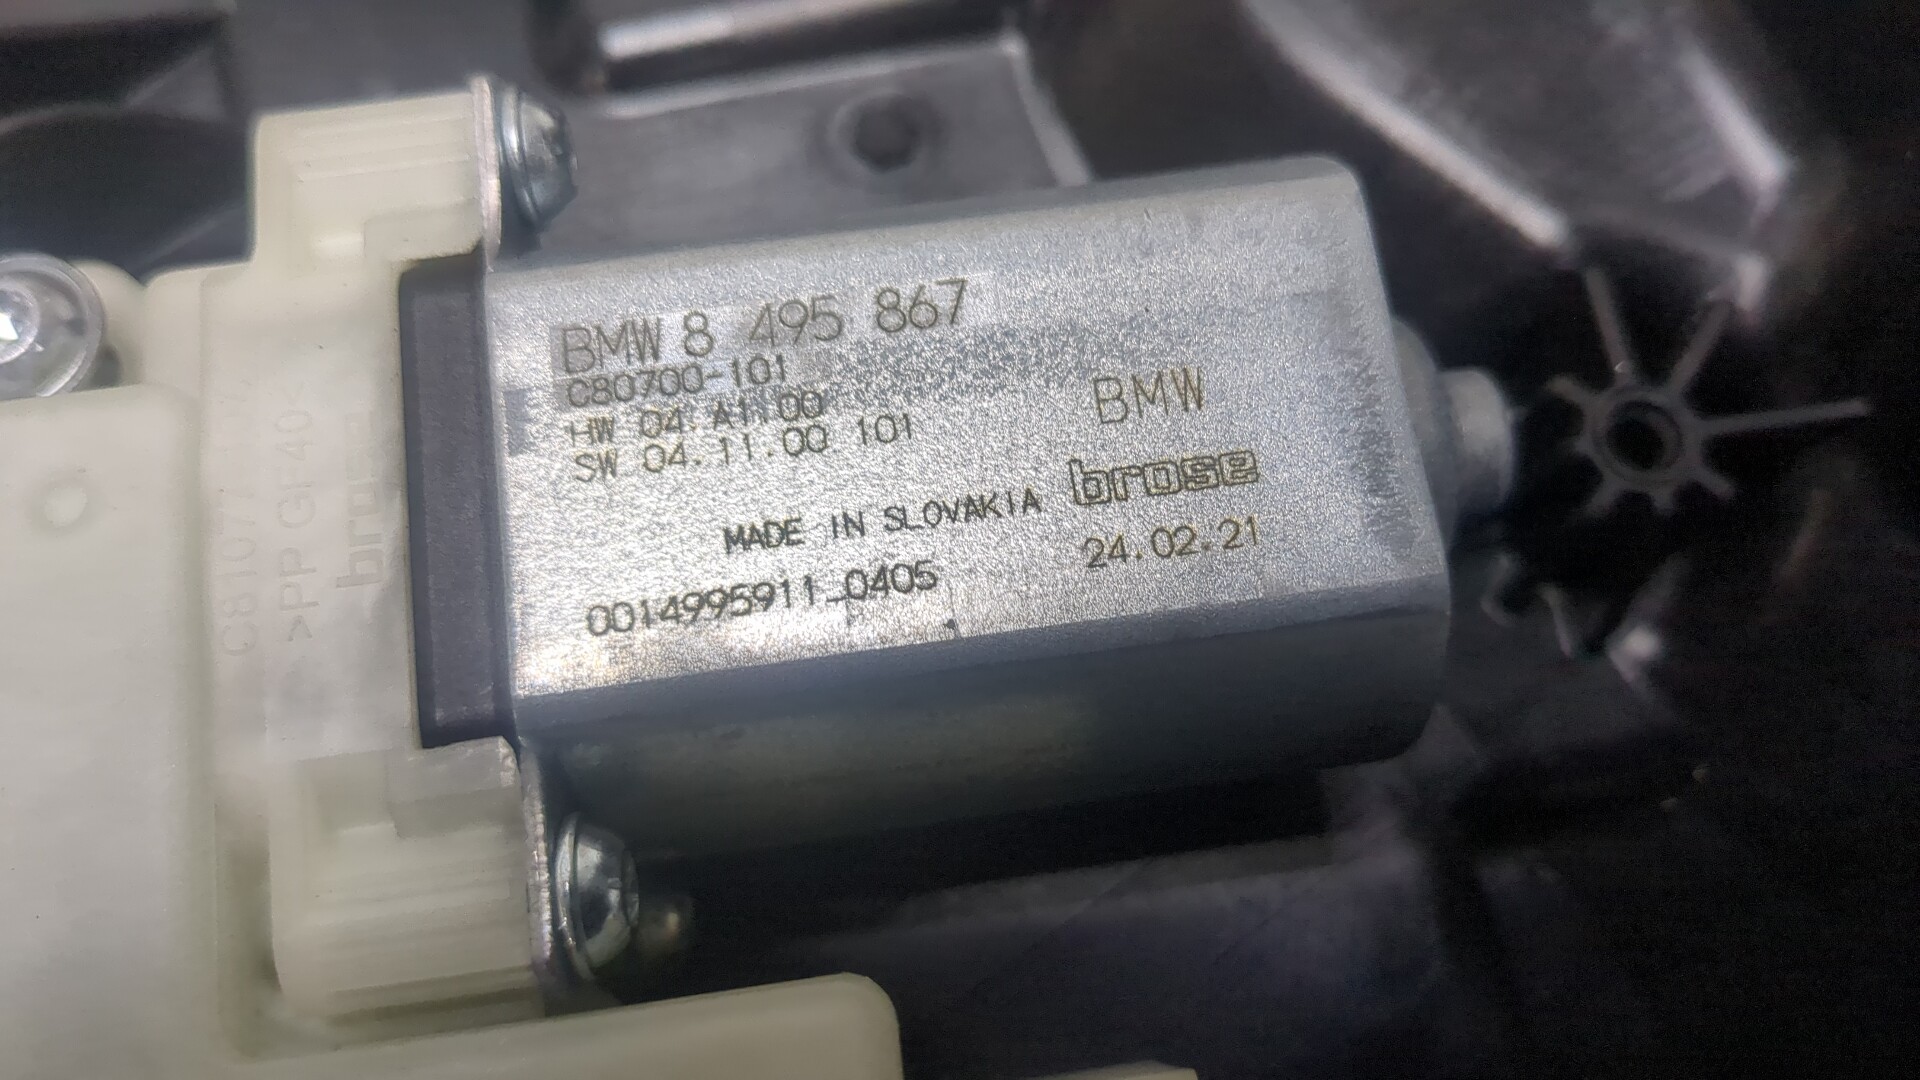 BMW 8 495 867
C80700-101
HW 04.A1.00
SW 04.11.00 101
BMW
brose
MADE IN SLOVAKIA
24.02.21
0014995911_0405
>PP GF40<
brose